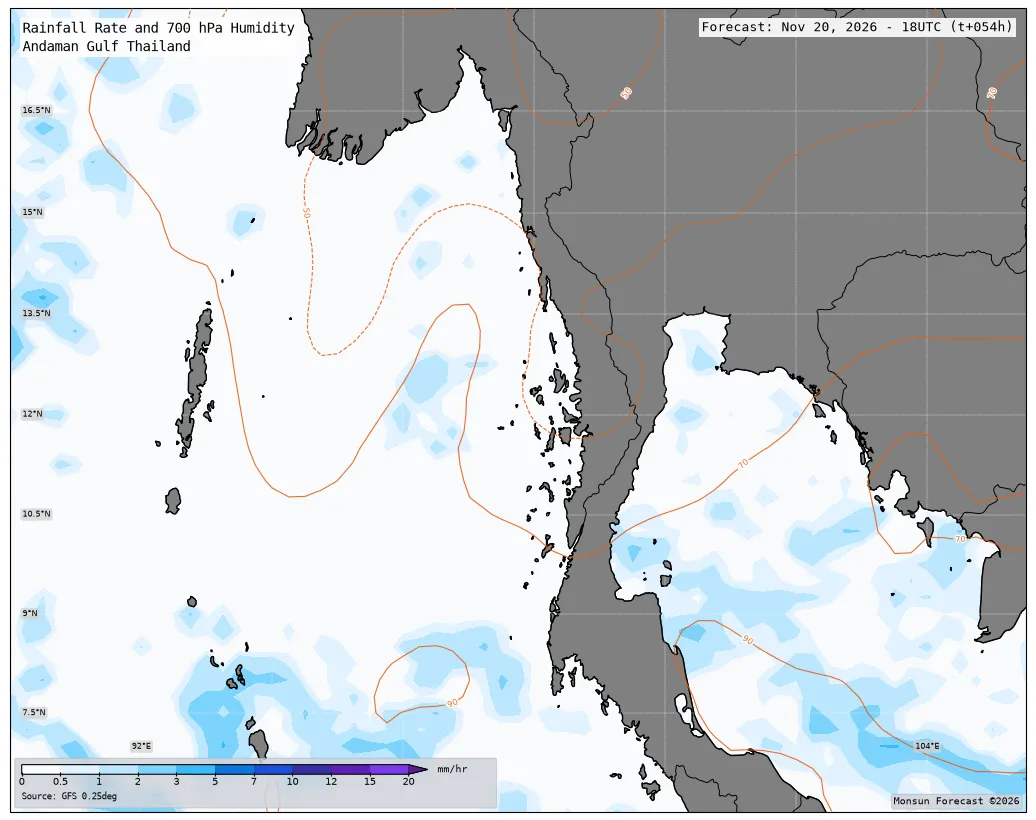 Rainfall Rate and 700 hPa Humidity
Andaman Gulf Thailand
Forecast: Nov 20, 2026 - 18UTC (t+054h)
50
70
16.5°N
15°N
50
13.5°N
12°N
70
10.5°N
70
9°N
90
90
7.5°N
92°E
104°E
mm/hr
0 0.5 1 2 3 5 7 10 12 15 20
Source: GFS 0.25deg
Monsun Forecast ©2026